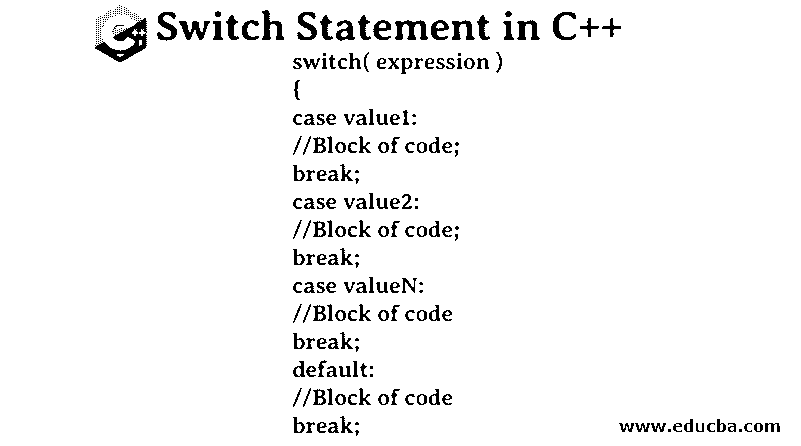 Switch Statement in C++
switch( expression )
{
case value1:
//Block of code;
break;
case value2:
//Block of code;
break;
case valueN:
//Block of code
break;
default:
//Block of code
break;
www.educba.com